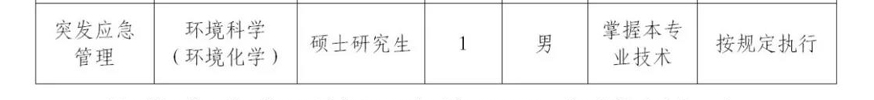 突发应急
管理
环境科学
（环境化学）
硕士研究生
1
男
掌握本专
业技术
按规定执行